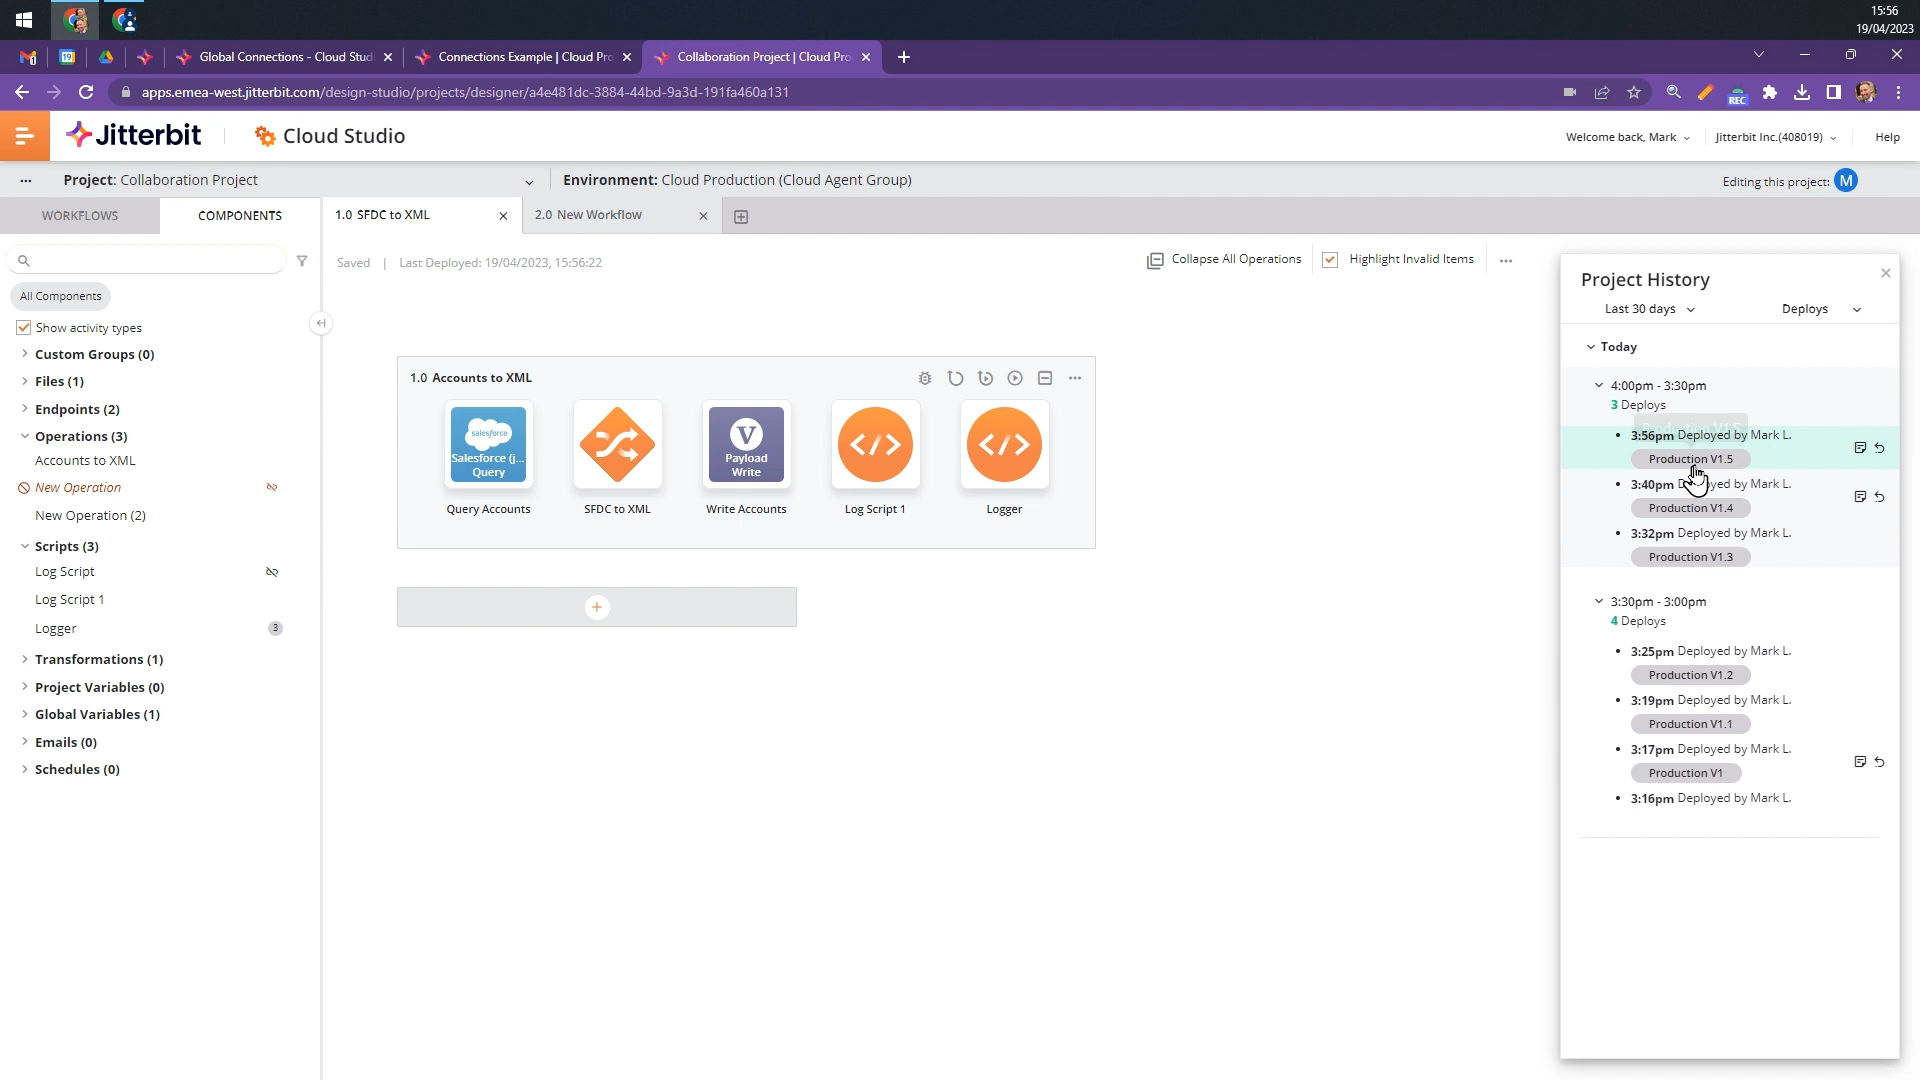 15:56
19/04/2023
19
Global Connections - Cloud Stud
Connections Example | Cloud Pro
Collaboration Project | Cloud Pro
apps.emea-west.jitterbit.com/design-studio/projects/designer/a4e481dc-3884-44bd-9a3d-191fa460a131
REC
Jitterbit
Cloud Studio
Welcome back, Mark
Jitterbit Inc.(408019)
Help
Project: Collaboration Project
Environment: Cloud Production (Cloud Agent Group)
Editing this project: M
WORKFLOWS
COMPONENTS
1.0 SFDC to XML
2.0 New Workflow
Saved | Last Deployed: 19/04/2023, 15:56:22
Collapse All Operations
Highlight Invalid Items
All Components
Show activity types
Custom Groups (0)
Files (1)
Endpoints (2)
Operations (3)
Accounts to XML
New Operation
New Operation (2)
Scripts (3)
Log Script
Log Script 1
Logger 3
Transformations (1)
Project Variables (0)
Global Variables (1)
Emails (0)
Schedules (0)
1.0 Accounts to XML
salesforce
Salesforce (j...
Query
V
Payload
Write
Query Accounts
SFDC to XML
Write Accounts
Log Script 1
Logger
Project History
Last 30 days
Deploys
Today
4:00pm - 3:30pm
3 Deploys
3:56pm Deployed by Mark L.
Production V1.5
3:40pm Deployed by Mark L.
Production V1.4
3:32pm Deployed by Mark L.
Production V1.3
3:30pm - 3:00pm
4 Deploys
3:25pm Deployed by Mark L.
Production V1.2
3:19pm Deployed by Mark L.
Production V1.1
3:17pm Deployed by Mark L.
Production V1
3:16pm Deployed by Mark L.